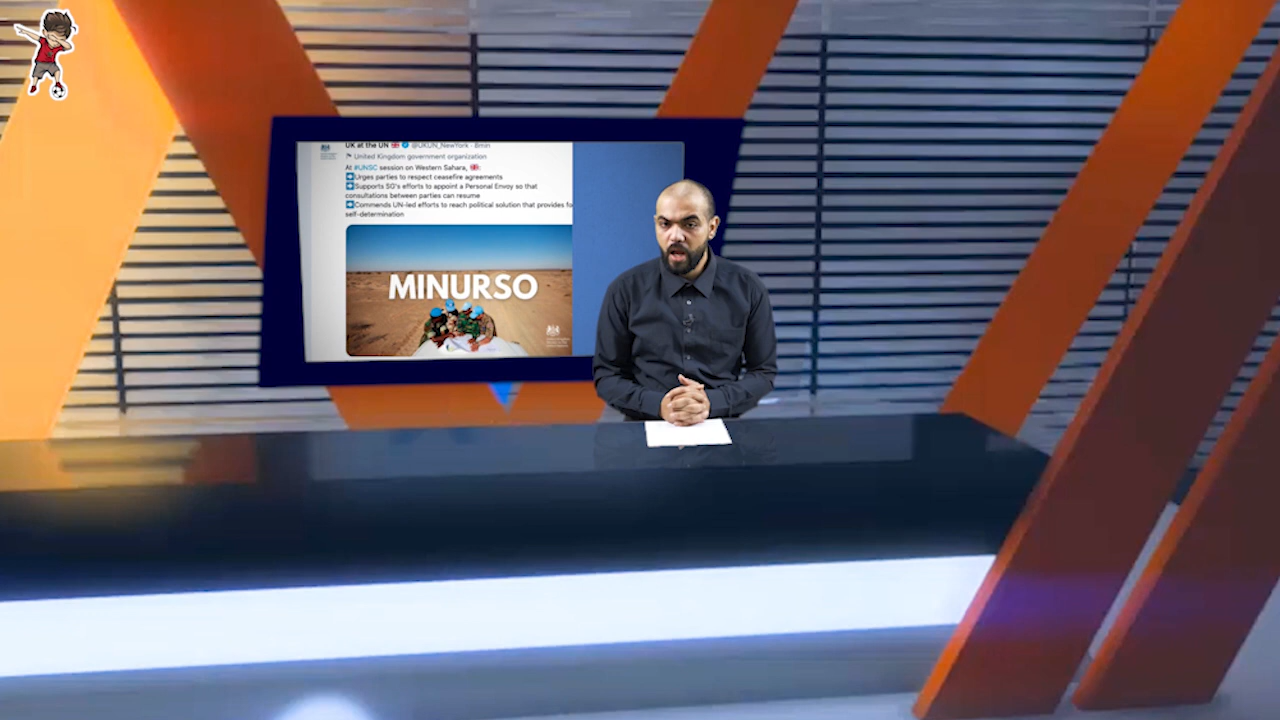 UK at the UN 🇬🇧 @UKUN_NewYork · 8min
United Kingdom government organization
At #UNSC session on Western Sahara, 🇬🇧:
➡Urges parties to respect ceasefire agreements
➡Supports SG's efforts to appoint a Personal Envoy so that
consultations between parties can resume
➡Commends UN-led efforts to reach political solution that provides fo
self-determination
MINURSO